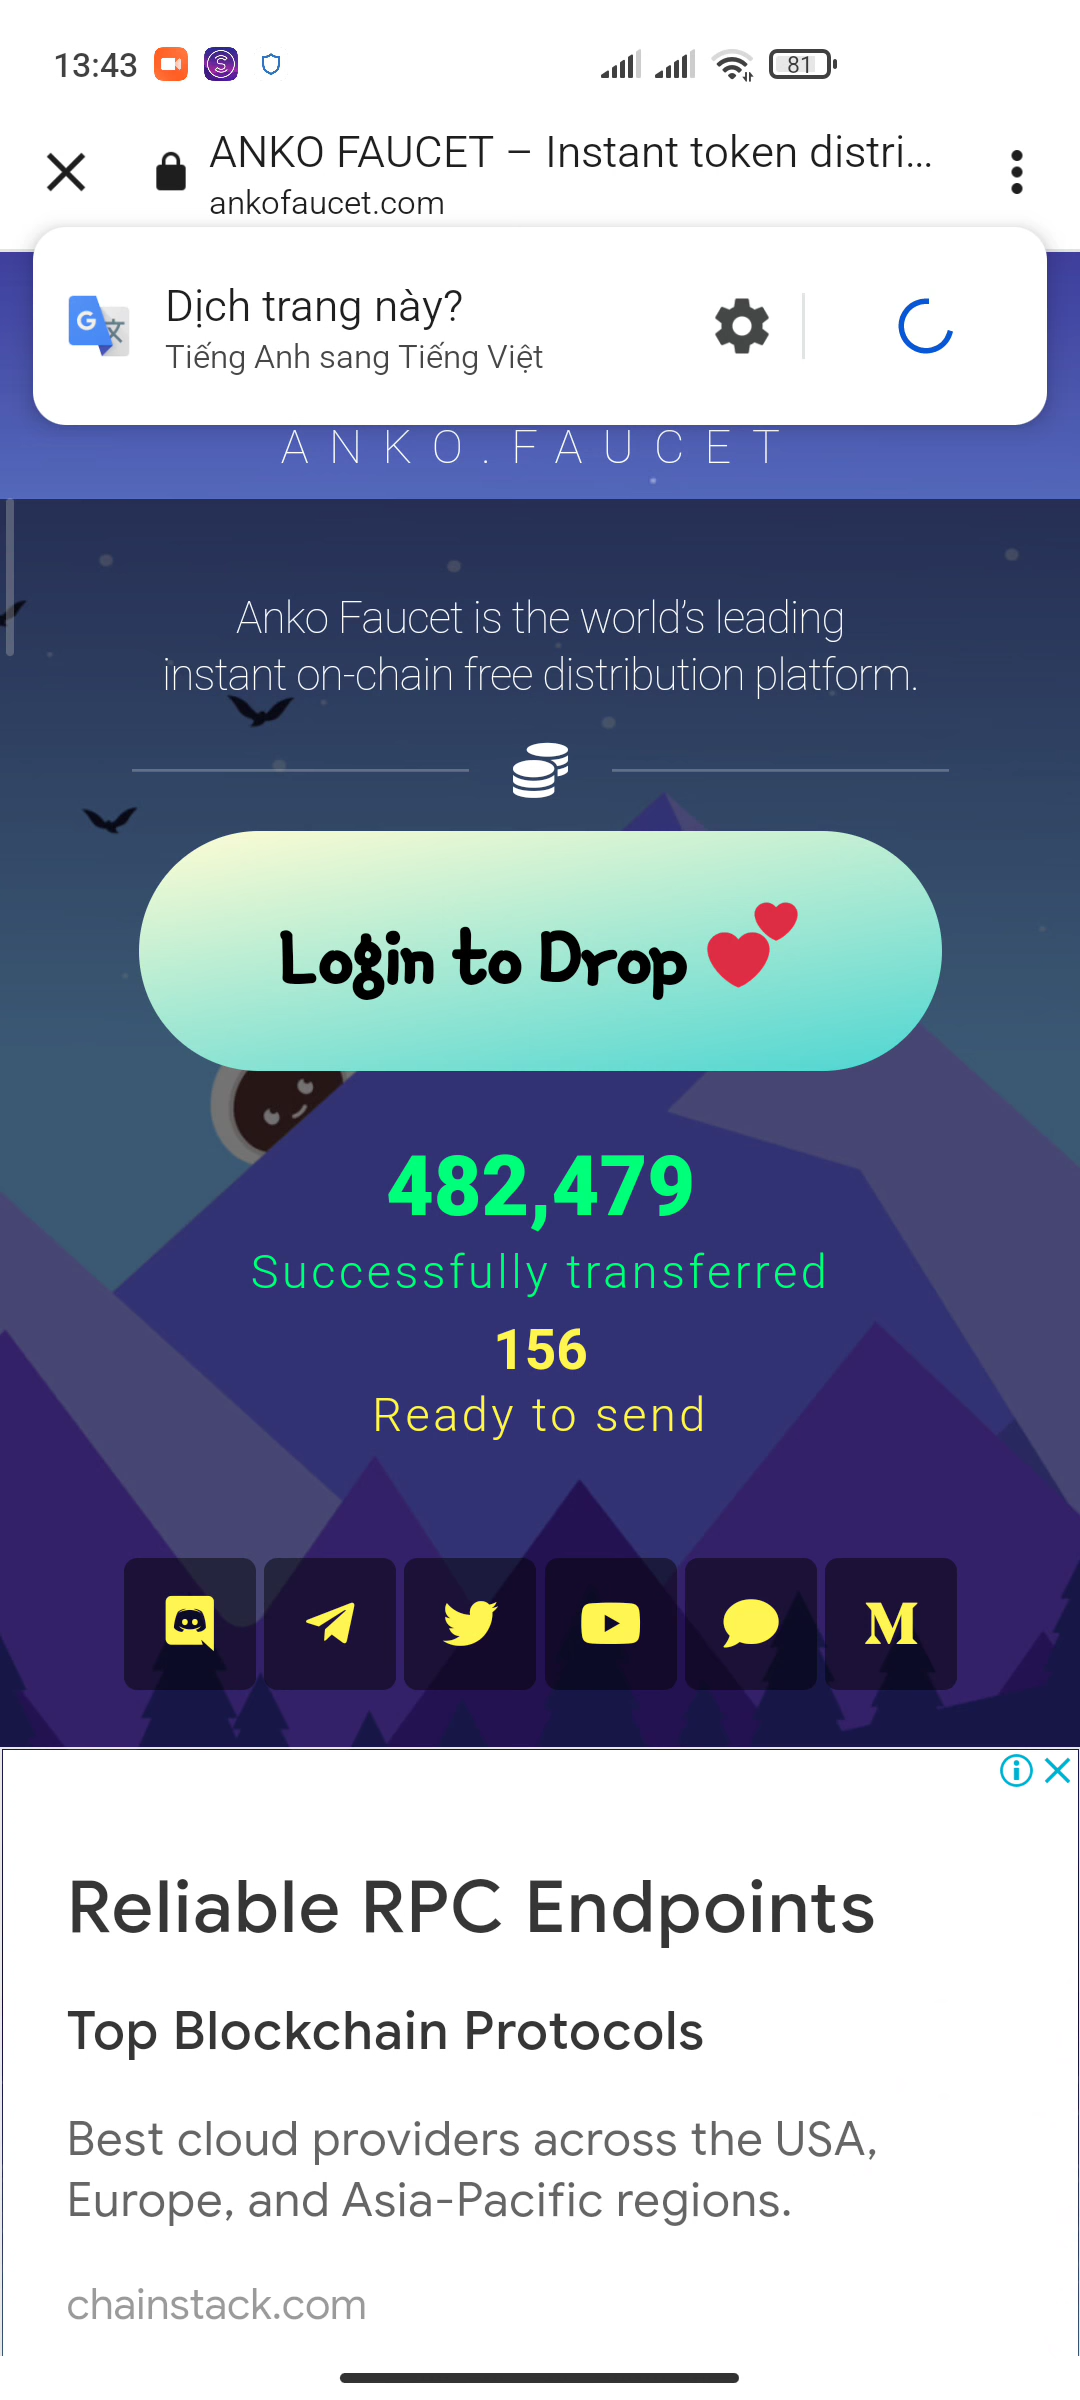 13:43
81
ANKO FAUCET – Instant token distri...
ankofaucet.com
Dịch trang này?
Tiếng Anh sang Tiếng Việt
ANKO.FAUCET
Anko Faucet is the world’s leading
instant on-chain free distribution platform.
Login to Drop
482,479
Successfully transferred
156
Ready to send
Reliable RPC Endpoints
Top Blockchain Protocols
Best cloud providers across the USA,
Europe, and Asia-Pacific regions.
chainstack.com